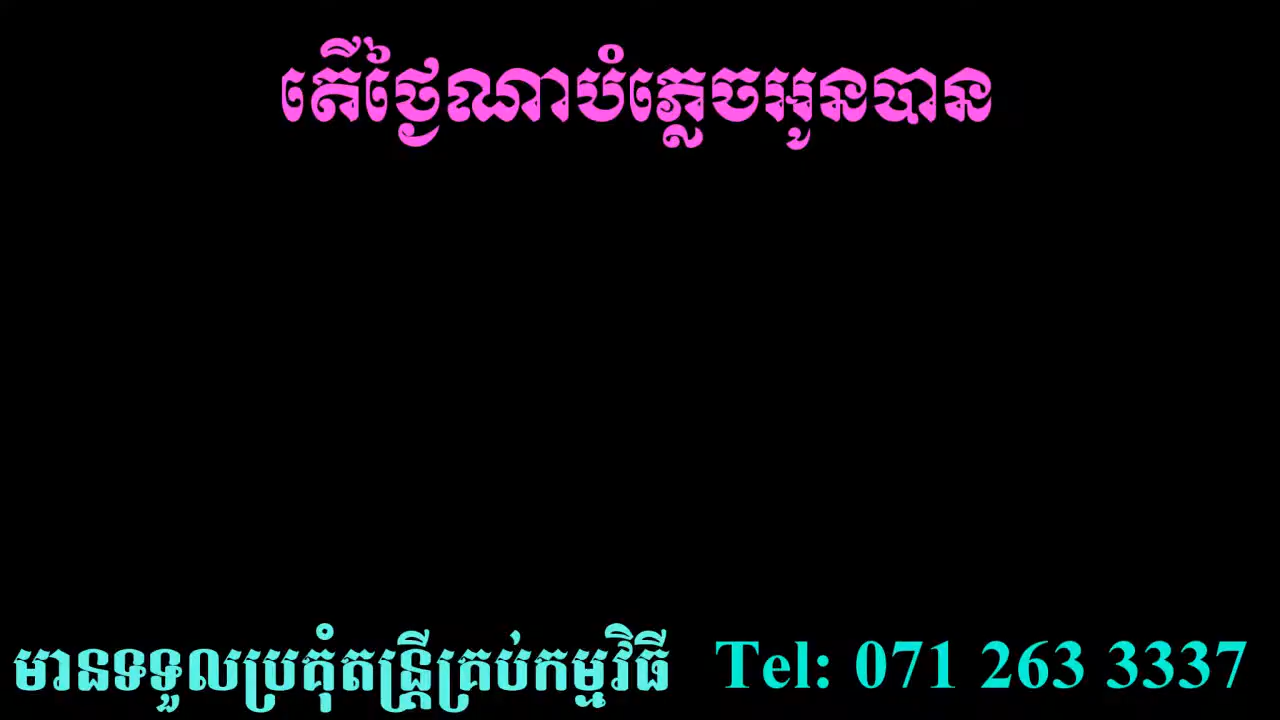 តើថ្ងៃណាបំភ្លេចអូនបាន
មានទទួលប្រគុំតន្ត្រីគ្រប់កម្មវិធី Tel: 071 263 3337